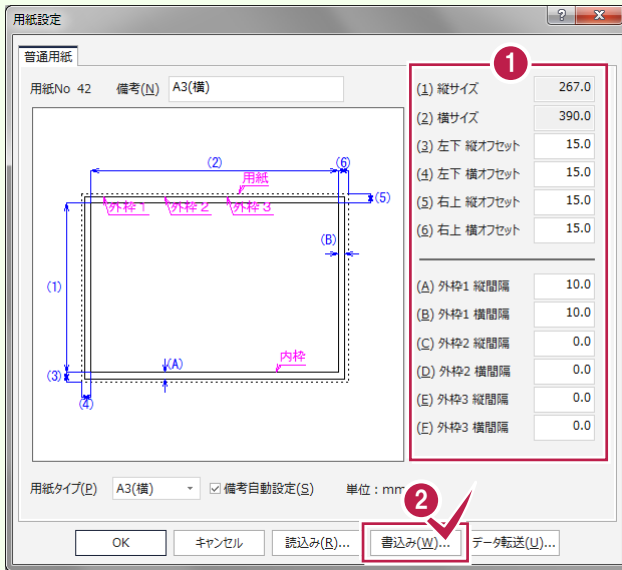 用紙設定
普通用紙
用紙No 42 備考(N) A3(横)
(1) 縦サイズ 267.0
(2) 横サイズ 390.0
(3) 左下 縦オフセット 15.0
(4) 左下 横オフセット 15.0
(5) 右上 縦オフセット 15.0
(6) 右上 横オフセット 15.0
(A) 外枠1 縦間隔 10.0
(B) 外枠1 横間隔 10.0
(C) 外枠2 縦間隔 0.0
(D) 外枠2 横間隔 0.0
(E) 外枠3 縦間隔 0.0
(F) 外枠3 横間隔 0.0
1
(2) (6)
用紙
(5)
外枠1 外枠2 外枠3
(B)
(1)
内枠
(A)
(3)
(4)
用紙タイプ(P) A3(横) 備考自動設定(S) 単位:mm
2
OK キャンセル 読込み(R)... 書込み(W)... データ転送(U)...